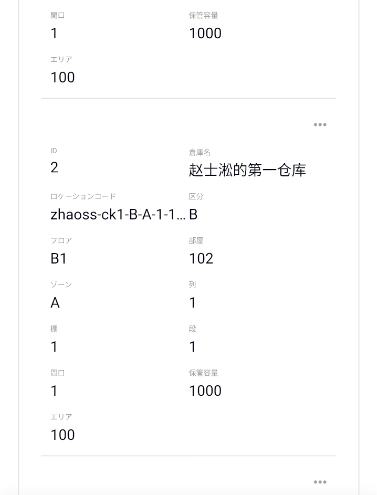 間口 保管容量
1 1000
エリア
100
ID 倉庫名
2 赵士淞的第一仓库
ロケーションコード 区分
zhaoss-ck1-B-A-1-1... B
フロア 部屋
B1 102
ゾーン 列
A 1
棚 段
1 1
間口 保管容量
1 1000
エリア
100